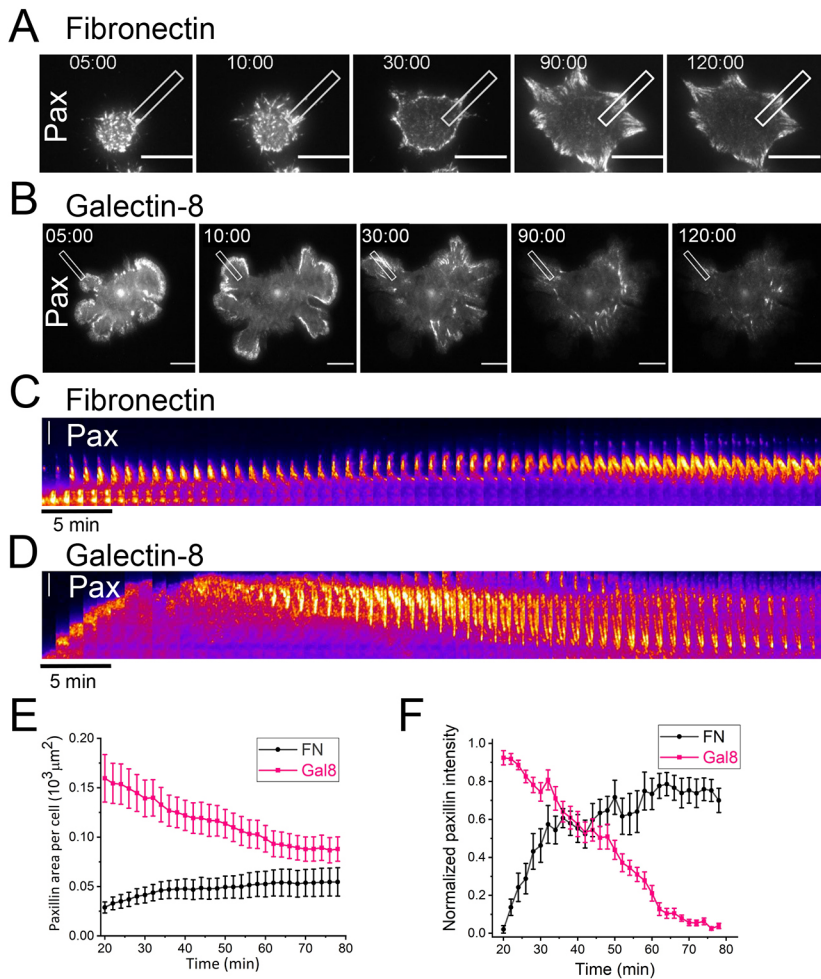 A Fibronectin
Pax 05:00 10:00 30:00 90:00 120:00
B Galectin-8
Pax 05:00 10:00 30:00 90:00 120:00
C Fibronectin
Pax
5 min
D Galectin-8
Pax
5 min
E
Paxillin area per cell (10³μm²)
0.20
0.15
0.10
0.05
0.00
20 30 40 50 60 70 80
Time (min)
FN
Gal8
F
Normalized paxillin intensity
1.0
0.8
0.6
0.4
0.2
0.0
20 30 40 50 60 70 80
Time (min)
FN
Gal8